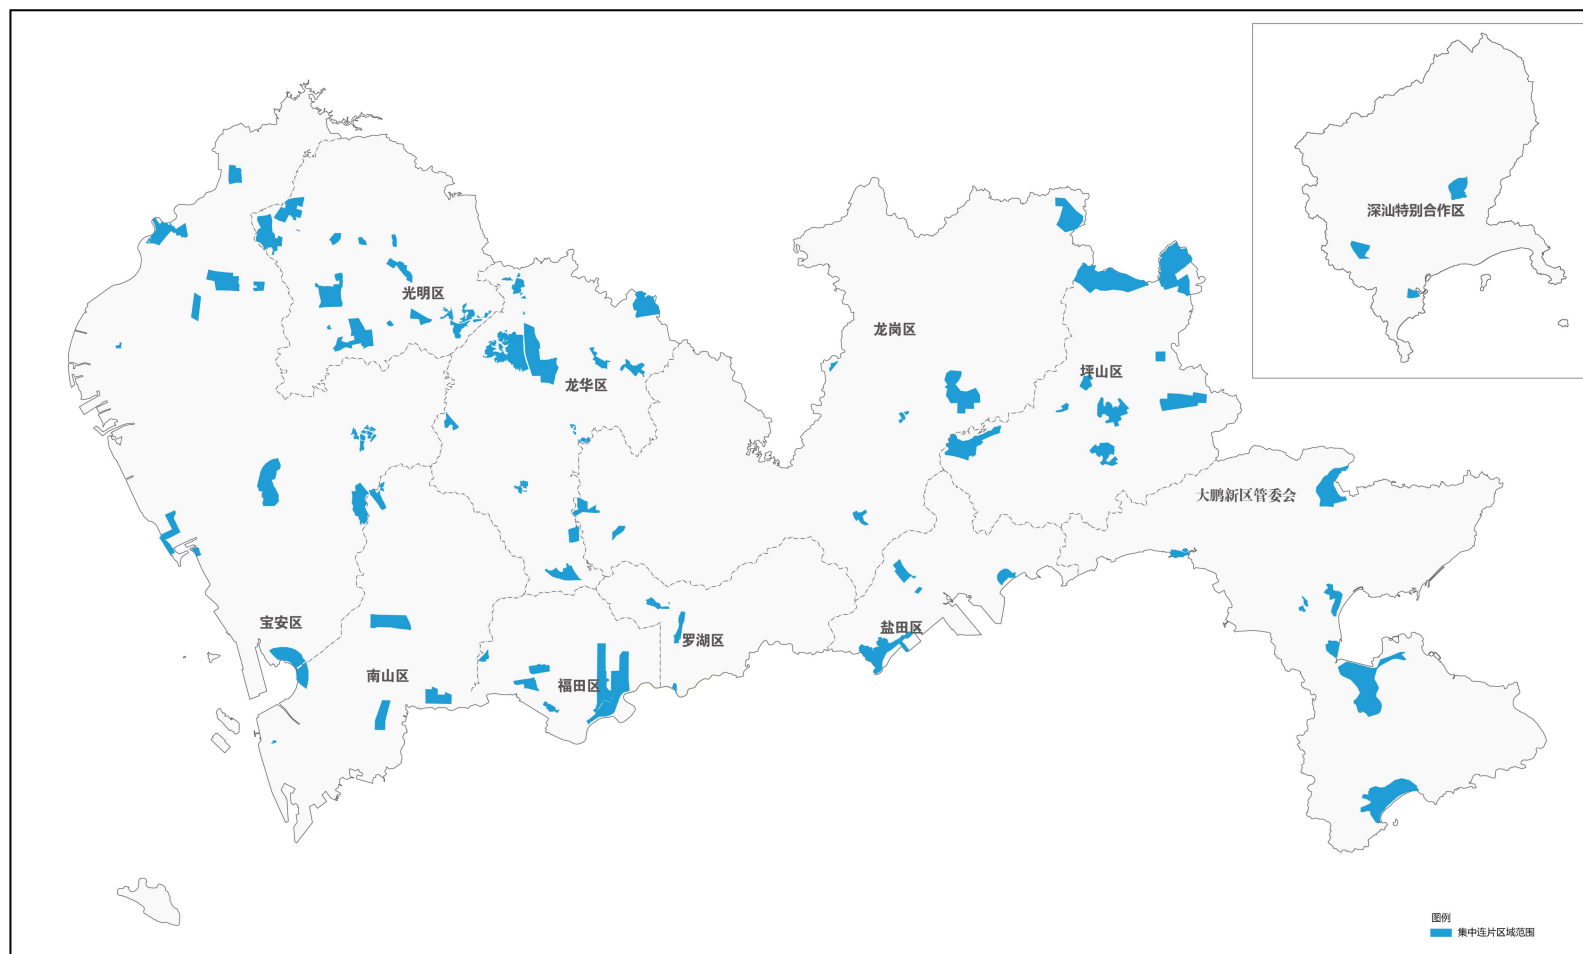 深汕特别合作区
光明区
龙岗区
坪山区
龙华区
大鹏新区管委会
宝安区
盐田区
罗湖区
南山区
福田区
图例
集中连片区域范围